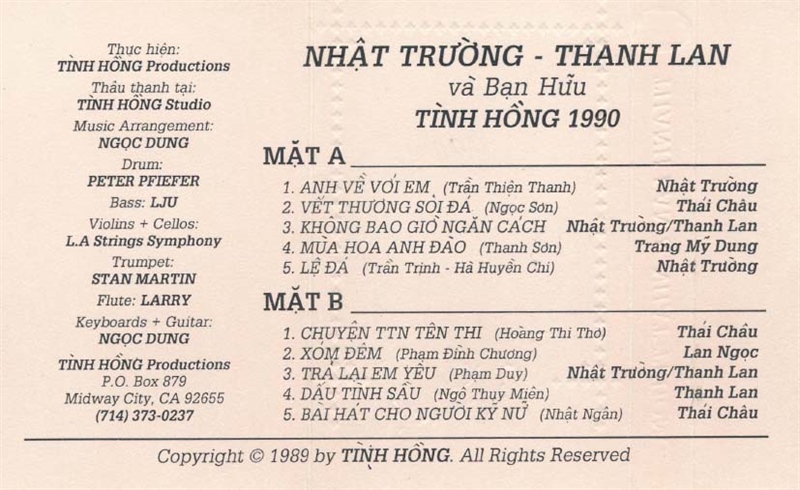 Thực hiện:
TÌNH HỒNG Productions
Thâu thanh tại:
TÌNH HỒNG Studio
Music Arrangement:
NGỌC DUNG
Drum:
PETER PFIEFER
Bass: LJU
Violins + Cellos:
L.A Strings Symphony
Trumpet:
STAN MARTIN
Flute: LARRY
Keyboards + Guitar:
NGỌC DUNG
TÌNH HỒNG Productions
P.O. Box 879
Midway City, CA 92655
(714) 373-0237
NHẬT TRƯỜNG - THANH LAN
và Bạn Hữu
TÌNH HỒNG 1990
MẶT A
1. ANH VỀ VỚI EM (Trần Thiện Thanh) Nhật Trường
2. VẾT THƯƠNG SỎI ĐÁ (Ngọc Sơn) Thái Châu
3. KHÔNG BAO GIỜ NGĂN CÁCH Nhật Trường/Thanh Lan
4. MÙA HOA ANH ĐÀO (Thanh Sơn) Trang Mỹ Dung
5. LỆ ĐÁ (Trần Trịnh - Hà Huyền Chi) Nhật Trường
MẶT B
1. CHUYỆN TTN TÊN THI (Hoàng Thi Thơ) Thái Châu
2. XÓM ĐÊM (Phạm Đình Chương) Lan Ngọc
3. TRẢ LẠI EM YÊU (Phạm Duy) Nhật Trường/Thanh Lan
4. DẤU TÌNH SẦU (Ngô Thụy Miên) Thanh Lan
5. BÀI HÁT CHO NGƯỜI KỸ NỮ (Nhật Ngân) Thái Châu
Copyright © 1989 by TÌNH HỒNG. All Rights Reserved